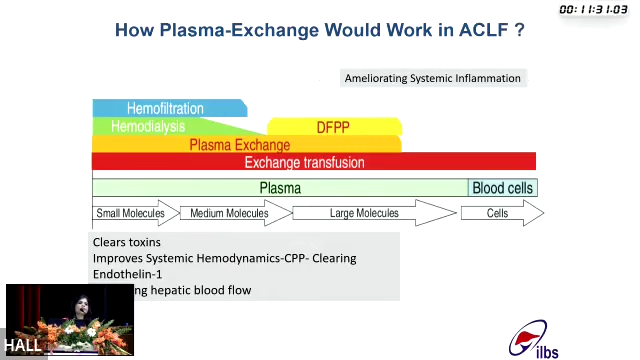 00:11:31.03
How Plasma-Exchange Would Work in ACLF ?
Ameliorating Systemic Inflammation
Hemofiltration
Hemodialysis
DFPP
Plasma Exchange
Exchange transfusion
Plasma
Blood cells
Small Molecules
Medium Molecules
Large Molecules
Cells
Clears toxins
Improves Systemic Hemodynamics-CPP- Clearing
Endothelin-1
hepatic blood flow
HALL
ilbs